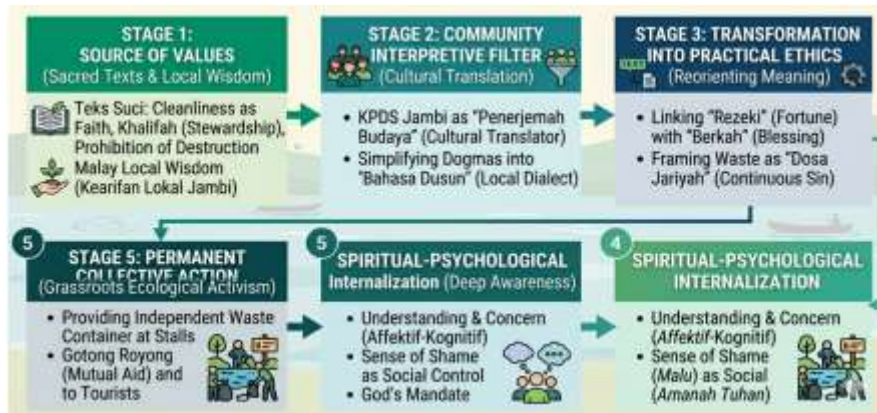 STAGE 1:
SOURCE OF VALUES
(Sacred Texts & Local Wisdom)
Teks Suci: Cleanliness as
Faith, Khalifah (Stewardship),
Prohibition of Destruction
Malay Local Wisdom
(Kearifan Lokal Jambi)
STAGE 2: COMMUNITY
INTERPRETIVE FILTER
(Cultural Translation)
• KPDS Jambi as "Penerjemah
Budaya" (Cultural Translator)
• Simplifying Dogmas into
"Bahasa Dusun" (Local Dialect)
STAGE 3: TRANSFORMATION
INTO PRACTICAL ETHICS
(Reorienting Meaning)
• Linking "Rezeki" (Fortune)
with "Berkah" (Blessing)
• Framing Waste as "Dosa
Jariyah" (Continuous Sin)
5
STAGE 5: PERMANENT
COLLECTIVE ACTION
(Grassroots Ecological Activism)
• Providing Independent Waste
Container at Stalls
• Gotong Royong
(Mutual Aid) and
to Tourists
5
SPIRITUAL-PSYCHOLOGICAL
Internalization (Deep Awareness)
• Understanding & Concern
(Affektif-Kognitif)
• Sense of Shame
as Social Control
• God's Mandate
4
SPIRITUAL-PSYCHOLOGICAL
INTERNALIZATION
• Understanding & Concern
(Affektif-Kognitif)
• Sense of Shame
(Malu) as Social
(Amanah Tuhan)